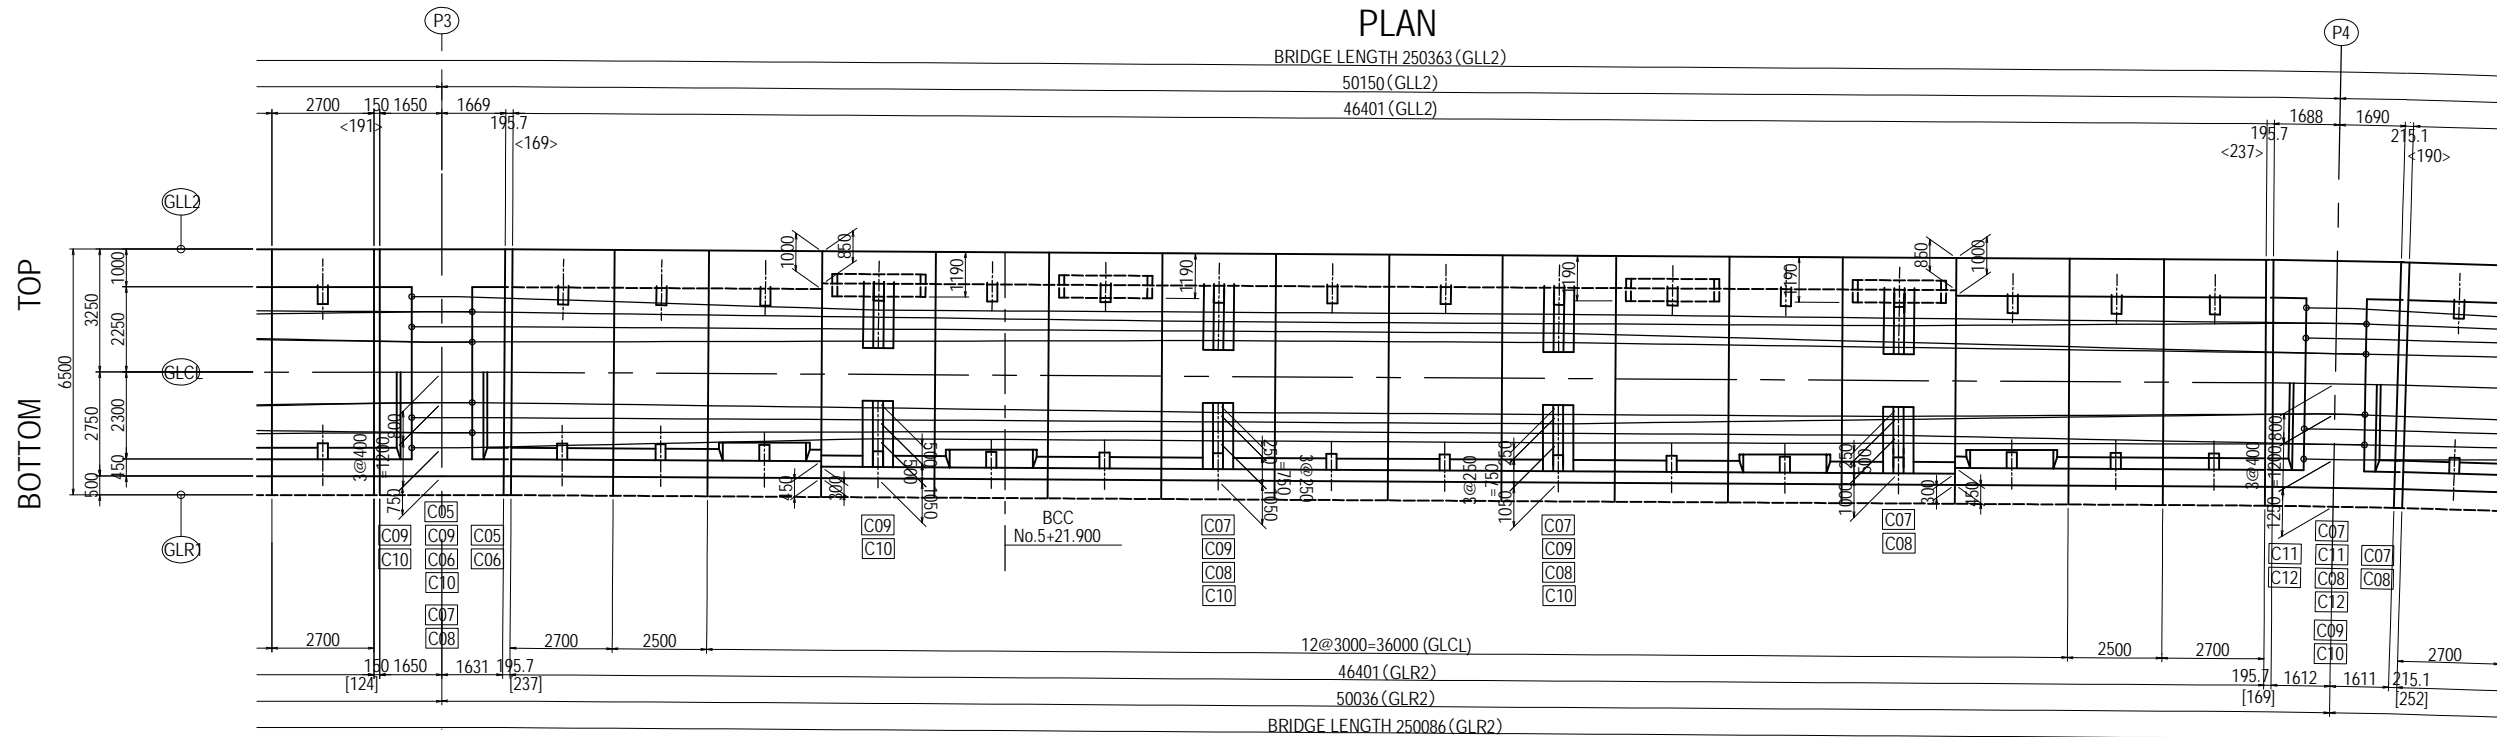 PLAN
P3
P4
BRIDGE LENGTH 250363 (GLL2)
50150 (GLL2)
46401 (GLL2)
2700
150
1650
1669
195.7
<191>
<169>
1688
1690
195.7
215.1
<237>
<190>
GLL2
GLCL
GLR1
TOP
BOTTOM
6500
3250
2750
500
1000
2250
2300
450
1000
850
1190
1190
1190
1190
850
1000
3@400
=1200
800
750
450
300
500
500
1050
250
=750
3@250
1050
3@250
=750
250
1050
250
500
1000
300
450
3@400
=1200
800
1250
BCC
No.5+21.900
C09
C10
C05
C09
C06
C10
C07
C08
C05
C06
C09
C10
C07
C09
C08
C10
C07
C09
C08
C10
C07
C08
C11
C12
C07
C11
C08
C12
C09
C10
C07
C08
2700
2700
2500
12@3000=36000 (GLCL)
2500
2700
2700
150
1650
1631
195.7
[124]
[237]
46401 (GLR2)
195.7
1612
1611
215.1
[169]
[252]
50036 (GLR2)
BRIDGE LENGTH 250086 (GLR2)